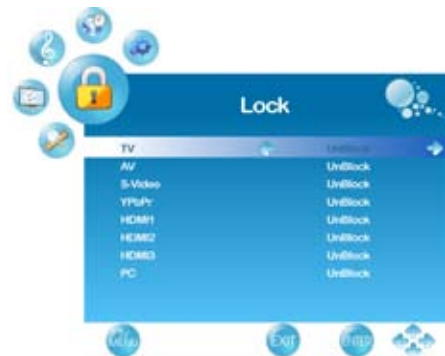 Lock
TV UnBlock
AV UnBlock
S-Video UnBlock
YPbPr UnBlock
HDMI1 UnBlock
HDMI2 UnBlock
HDMI3 UnBlock
PC UnBlock
MENU EXIT ENTER